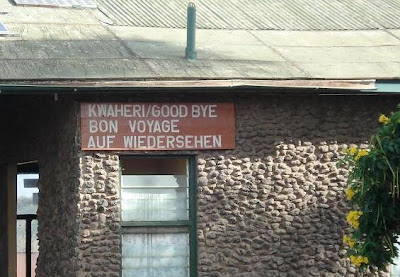 KWAHERI/GOOD BYE
BON VOYAGE
AUF WIEDERSEHEN